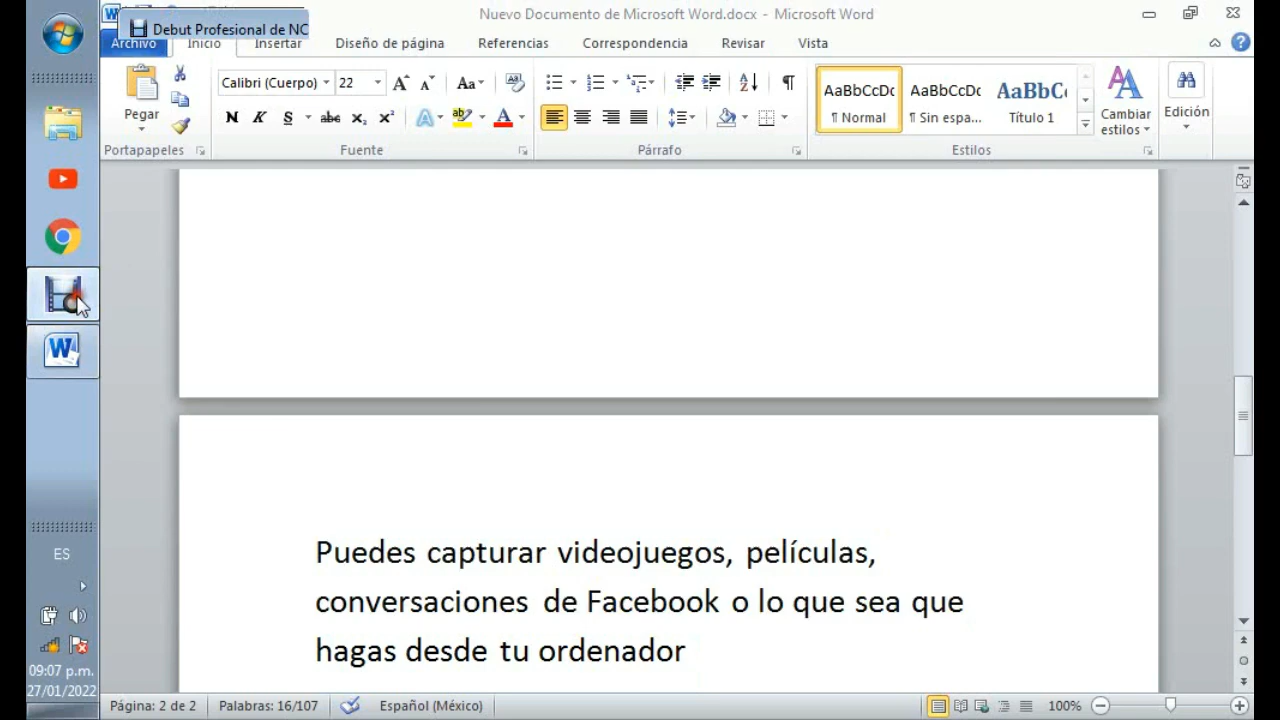 Nuevo Documento de Microsoft Word.docx - Microsoft Word
Debut Profesional de NC
Archivo Inicio Insertar Diseño de página Referencias Correspondencia Revisar Vista
Calibri (Cuerpo) 22
Pegar
AaBbCcDc AaBbCcDc AaBbC
¶ Normal ¶ Sin espa... Título 1
Cambiar estilos
Edición
Portapapeles Fuente Párrafo Estilos
Puedes capturar videojuegos, películas,
conversaciones de Facebook o lo que sea que
hagas desde tu ordenador
ES
09:07 p.m.
27/01/2022
Página: 2 de 2 Palabras: 16/107 Español (México) 100%